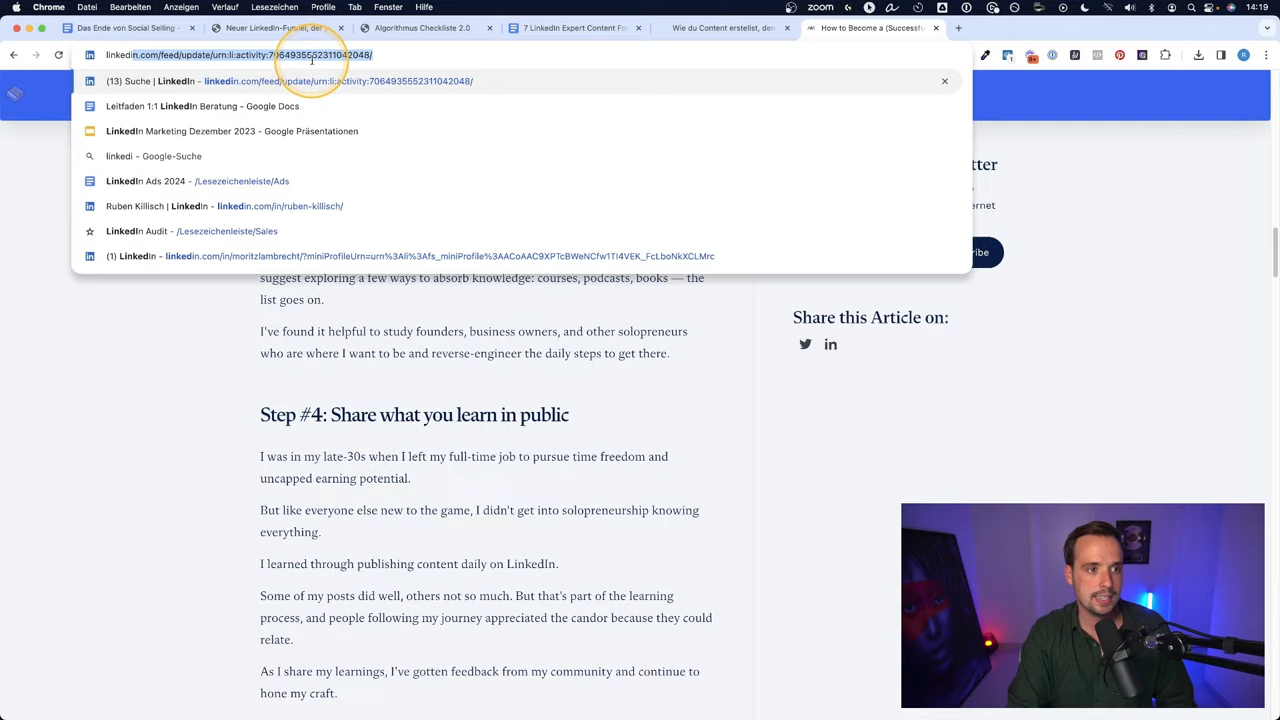 Chrome Ablage Bearbeiten Darstellung Verlauf Lesezeichen Profile Tab Fenster Hilfe 14:19
Das Ende von Social Selling
Neuer LinkedIn-Funnel, der
Algorithmus Checkliste 2.0
7 LinkedIn Expert Content Fo
Wie du Content erstellst, de
How to Become a (Successfu
linkedin.com/feed/update/urn:li:activity:7064935552311042048/
(13) Suche | LinkedIn - linkedin.com/feed/update/urn:li:activity:7064935552311042048/
Leitfaden 1:1 LinkedIn Beratung - Google Docs
LinkedIn Marketing Dezember 2023 - Google Präsentationen
linkedi - Google-Suche
LinkedIn Ads 2024 - /Lesezeichenleiste/Ads
Ruben Killisch | LinkedIn - linkedin.com/in/ruben-killisch/
LinkedIn Audit - /Lesezeichenleiste/Sales
(1) LinkedIn - linkedin.com/in/moritzlambrecht/?miniProfileUrn=urn%3Ali%3Afs_miniProfile%3AACoAAC9XPTcBWeNCfw1Tl4VEK_FcLboNkXCLMrc
tter
ernet
ibe
suggest exploring a few ways to absorb knowledge: courses, podcasts, books — the
list goes on.
I've found it helpful to study founders, business owners, and other solopreneurs
who are where I want to be and reverse-engineer the daily steps to get there.
Share this Article on:
Step #4: Share what you learn in public
I was in my late-30s when I left my full-time job to pursue time freedom and
uncapped earning potential.
But like everyone else new to the game, I didn't get into solopreneurship knowing
everything.
I learned through publishing content daily on LinkedIn.
Some of my posts did well, others not so much. But that's part of the learning
process, and people following my journey appreciated the candor because they could
relate.
As I share my learnings, I've gotten feedback from my community and continue to
hone my craft.